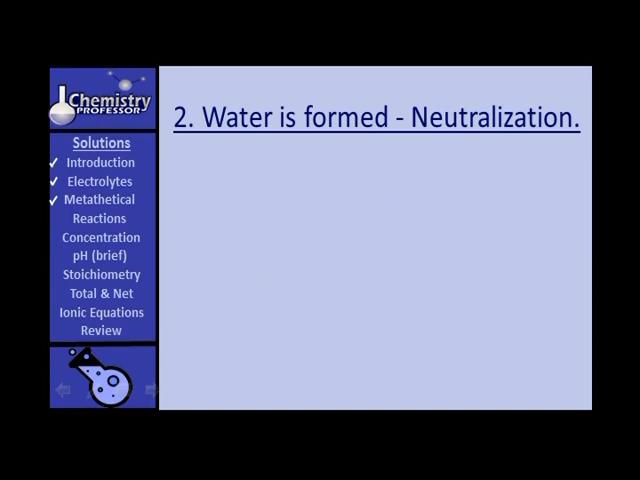 Chemistry
PROFESSOR
Solutions
Introduction
Electrolytes
Metathetical
Reactions
Concentration
pH (brief)
Stoichiometry
Total & Net
Ionic Equations
Review
2. Water is formed - Neutralization.